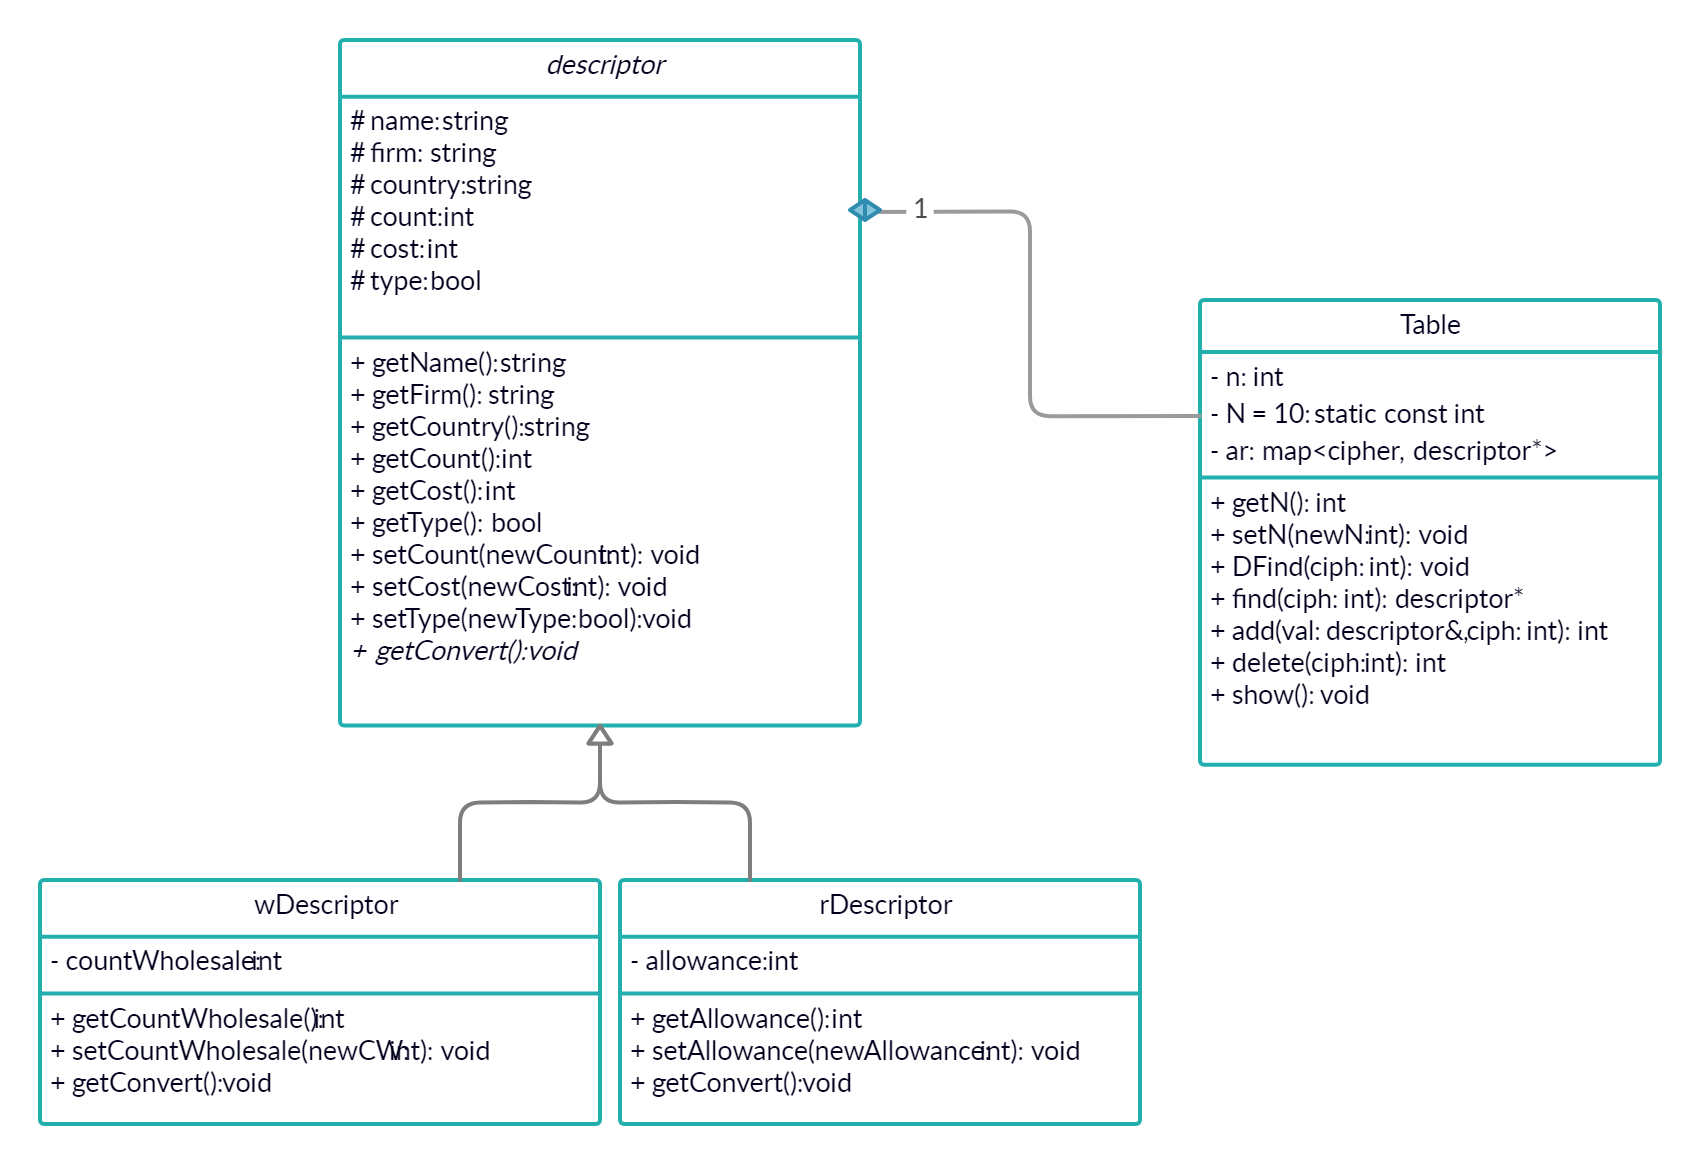 descriptor
# name:string
# firm: string
# country:string
# count:int
# cost:int
# type:bool
+ getName():string
+ getFirm(): string
+ getCountry():string
+ getCount():int
+ getCost():int
+ getType(): bool
+ setCount(newCount:int): void
+ setCost(newCost:int): void
+ setType(newType:bool):void
+ getConvert():void
1
Table
- n: int
- N = 10: static const int
- ar: map<cipher, descriptor*>
+ getN(): int
+ setN(newN:int): void
+ DFind(ciph: int): void
+ find(ciph: int): descriptor*
+ add(val: descriptor&,ciph: int): int
+ delete(ciph:int): int
+ show(): void
wDescriptor
- countWholesale:int
+ getCountWholesale():int
+ setCountWholesale(newCW:int): void
+ getConvert():void
rDescriptor
- allowance:int
+ getAllowance():int
+ setAllowance(newAllowance:int): void
+ getConvert():void